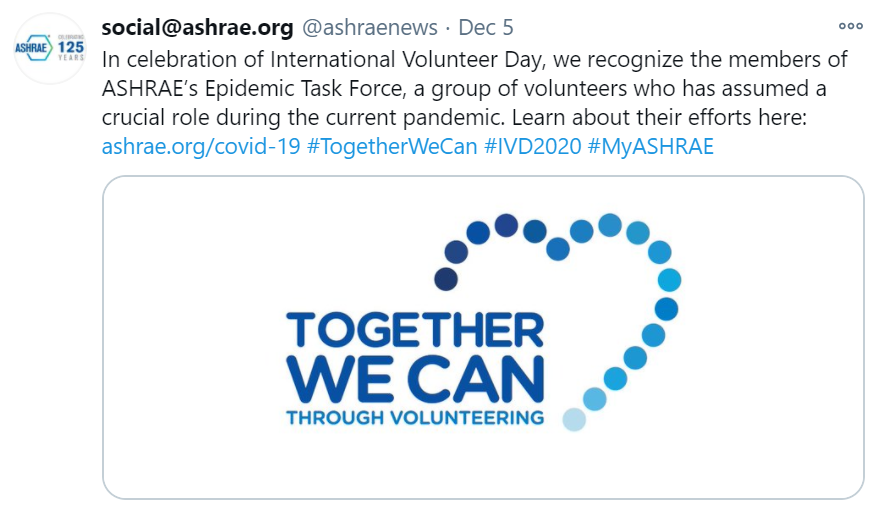 social@ashrae.org @ashraenews · Dec 5
ASHRAE
CELEBRATING
125
YEARS
In celebration of International Volunteer Day, we recognize the members of
ASHRAE’s Epidemic Task Force, a group of volunteers who has assumed a
crucial role during the current pandemic. Learn about their efforts here:
ashrae.org/covid-19 #TogetherWeCan #IVD2020 #MyASHRAE
TOGETHER
WE CAN
THROUGH VOLUNTEERING